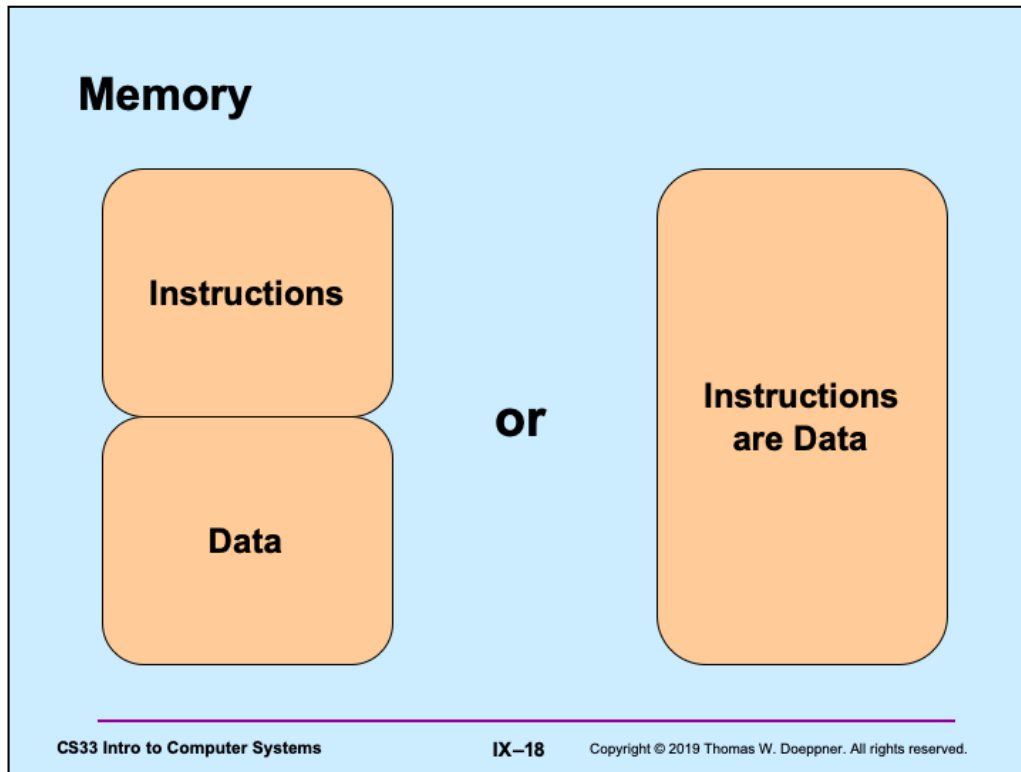 Memory
Instructions
Data
or
Instructions
are Data
CS33 Intro to Computer Systems
IX–18
Copyright © 2019 Thomas W. Doeppner. All rights reserved.